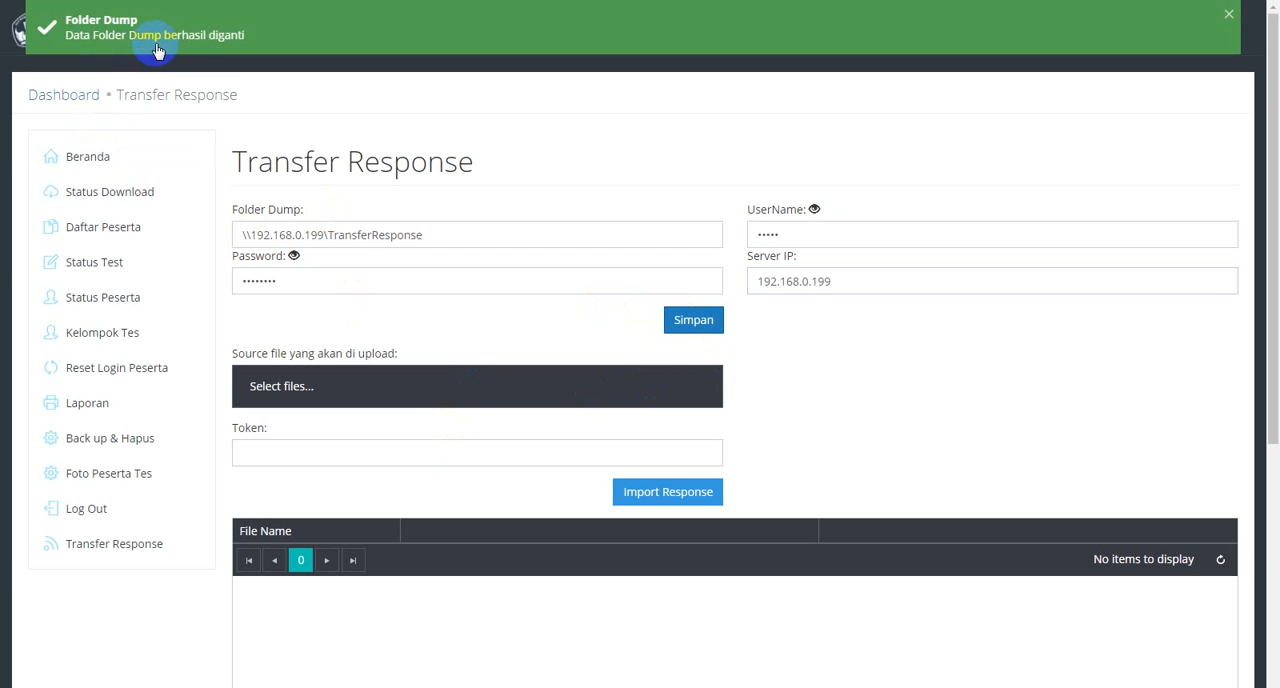 Folder Dump
Data Folder Dump berhasil diganti
Dashboard • Transfer Response
Beranda
Status Download
Daftar Peserta
Status Test
Status Peserta
Kelompok Tes
Reset Login Peserta
Laporan
Back up & Hapus
Foto Peserta Tes
Log Out
Transfer Response
Transfer Response
Folder Dump:
\\192.168.0.199\TransferResponse
UserName:
•••••
Password:
••••••••
Server IP:
192.168.0.199
Simpan
Source file yang akan di upload:
Select files...
Token:
Import Response
File Name
0
No items to display